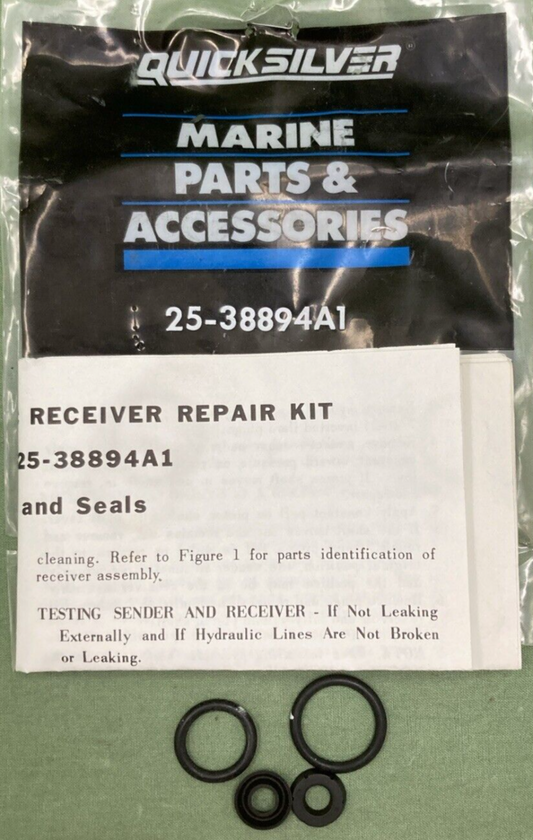 QUICKSILVER
MARINE
PARTS &
ACCESSORIES
25-38894A1
RECEIVER REPAIR KIT
25-38894A1
and Seals
cleaning. Refer to Figure 1 for parts identification of
receiver assembly.
TESTING SENDER AND RECEIVER - If Not Leaking
Externally and If Hydraulic Lines Are Not Broken
or Leaking.